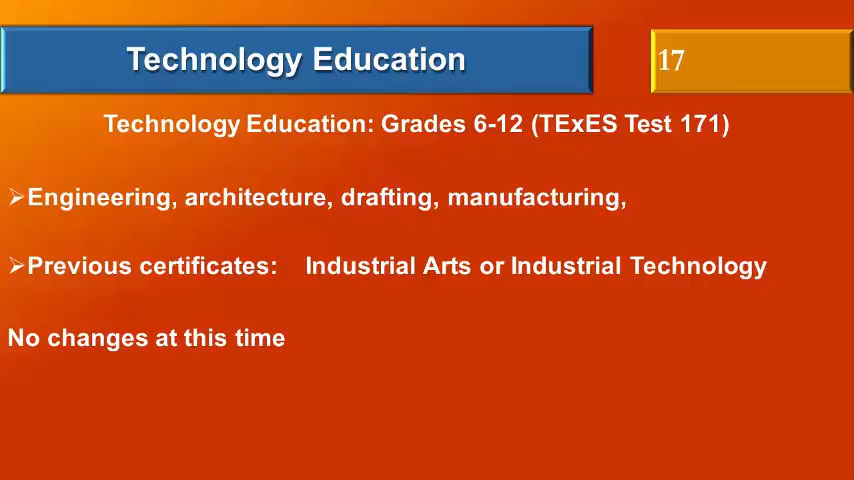 Technology Education
17
Technology Education: Grades 6-12 (TExES Test 171)
➢Engineering, architecture, drafting, manufacturing,
➢Previous certificates: Industrial Arts or Industrial Technology
No changes at this time